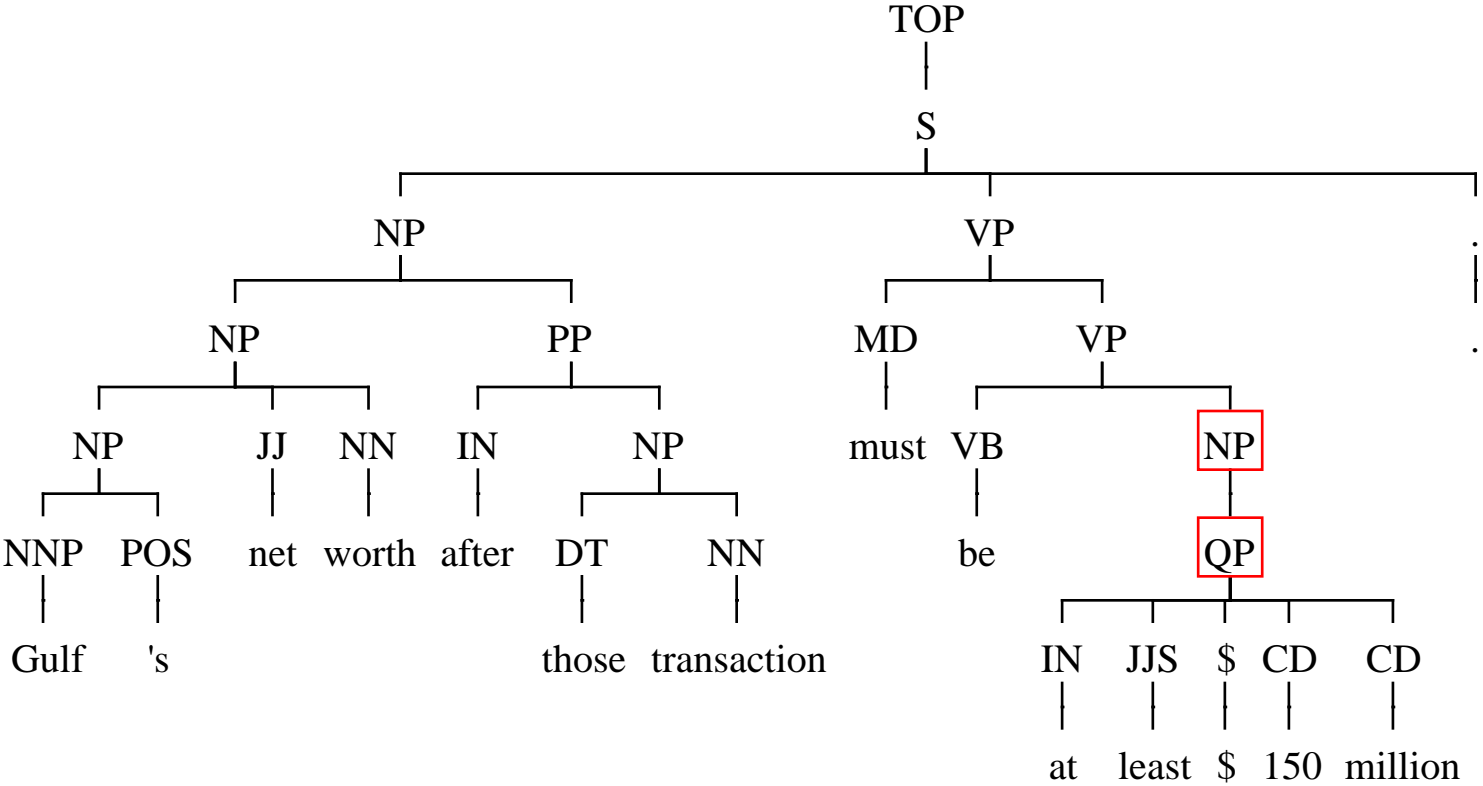 TOP
S
NP VP .
NP PP MD VP .
NP JJ NN IN NP must VB NP
NNP POS net worth after DT NN be QP
Gulf 's those transaction IN JJS $ CD CD
at least $ 150 million